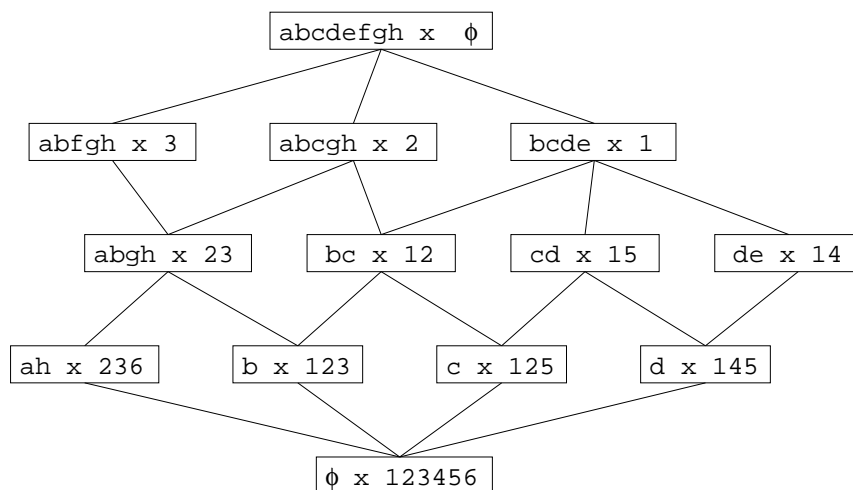 abcdefgh x ϕ
abfgh x 3
abcgh x 2
bcde x 1
abgh x 23
bc x 12
cd x 15
de x 14
ah x 236
b x 123
c x 125
d x 145
ϕ x 123456